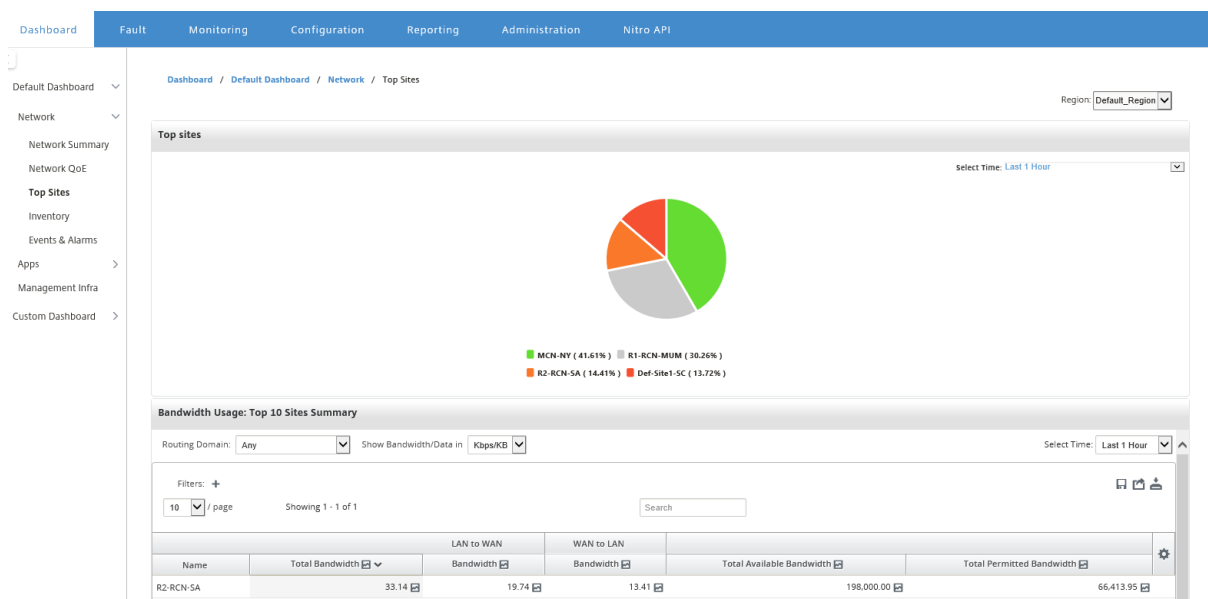 Dashboard Fault Monitoring Configuration Reporting Administration Nitro API
Default Dashboard
Network
Network Summary
Network QoE
Top Sites
Inventory
Events & Alarms
Apps
Management Infra
Custom Dashboard
Dashboard / Default Dashboard / Network / Top Sites
Region: Default_Region
Top sites
Select Time: Last 1 Hour
MCN-NY ( 41.61% ) R1-RCN-MUM ( 30.26% )
R2-RCN-SA ( 14.41% ) Def-Site1-SC ( 13.72% )
Bandwidth Usage: Top 10 Sites Summary
Routing Domain: Any Show Bandwidth/Data in Kbps/KB Select Time: Last 1 Hour
Filters: +
10 / page Showing 1 - 1 of 1 Search
LAN to WAN WAN to LAN
Name Total Bandwidth Bandwidth Bandwidth Total Available Bandwidth Total Permitted Bandwidth
R2-RCN-SA 33.14 19.74 13.41 198,000.00 66,413.95